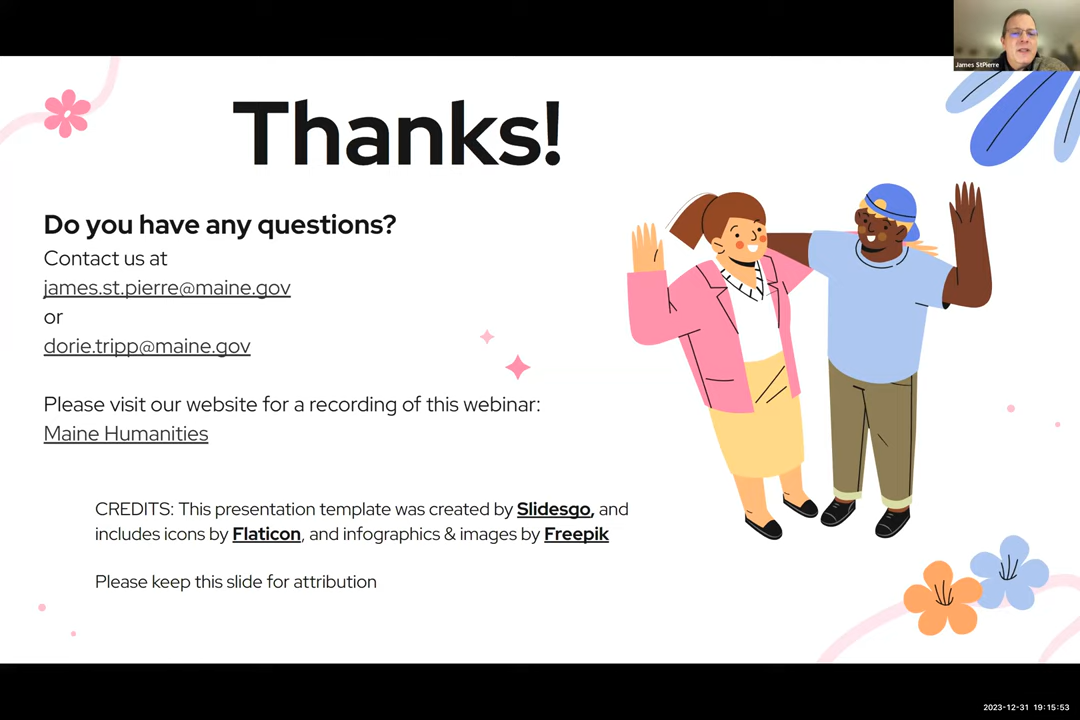 James StPierre
Thanks!
Do you have any questions?
Contact us at
james.st.pierre@maine.gov
or
dorie.tripp@maine.gov
Please visit our website for a recording of this webinar:
Maine Humanities
CREDITS: This presentation template was created by Slidesgo, and
includes icons by Flaticon, and infographics & images by Freepik
Please keep this slide for attribution
2023-12-31 19:15:53